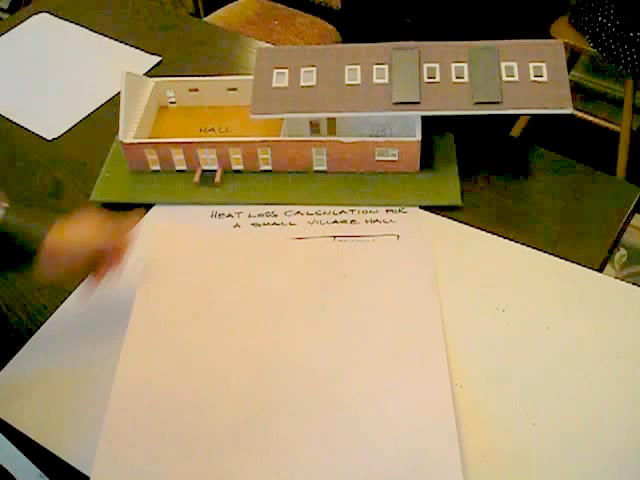 HALL
HEAT LOSS CALCULATION FOR
A SMALL VILLAGE HALL